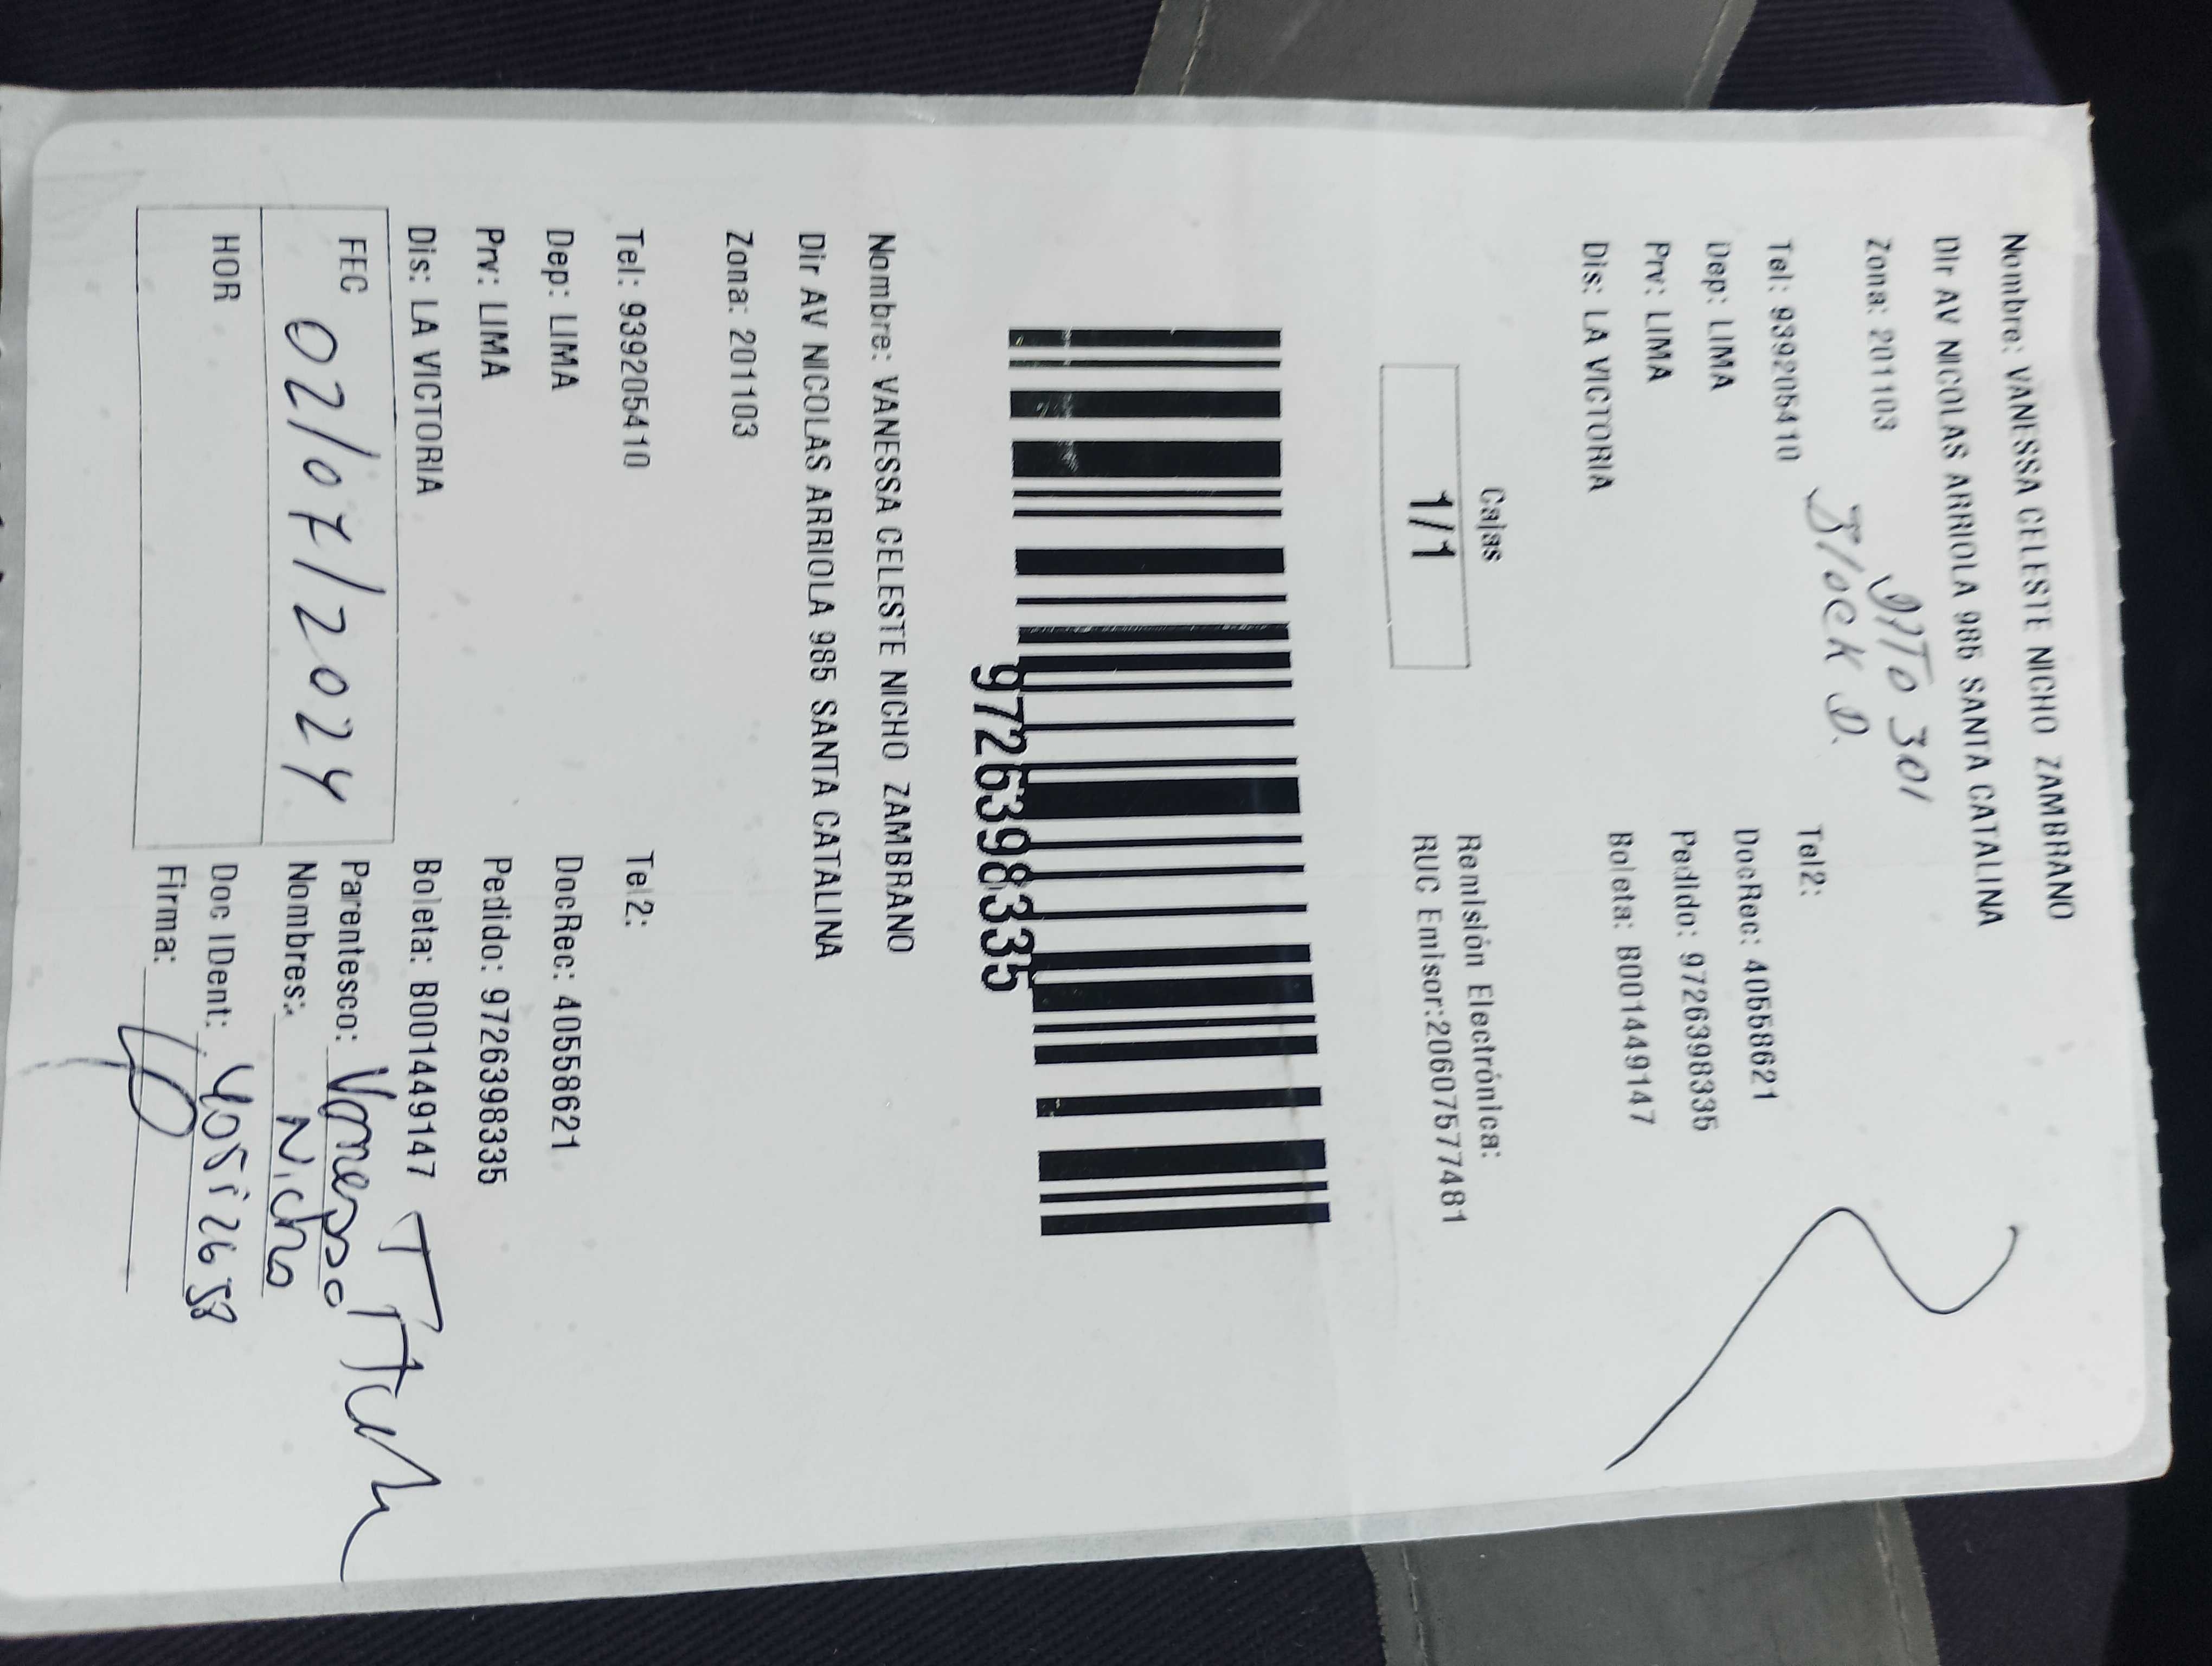 Nombre: VANESSA CELESTE NICHO ZAMBRANO
Dir AV NICOLAS ARRIOLA 985 SANTA CATALINA
DPTO 301
Zona: 201103
Block D.
Tel: 939205410 Tel2:
Dep: LIMA DocRec: 40558621
Prv: LIMA Pedido: 9726398335
Dis: LA VICTORIA Boleta: B001449147
Cajas Remisión Electrónica:
1/1 RUC Emisor:20607577481
9726398335
Nombre: VANESSA CELESTE NICHO ZAMBRANO
Dir AV NICOLAS ARRIOLA 985 SANTA CATALINA
Zona: 201103
Tel: 939205410 Tel2:
Dep: LIMA DocRec: 40558621
Prv: LIMA Pedido: 9726398335
Dis: LA VICTORIA Boleta: B001449147
FEC 02/07/2024 Parentesco: Vanessa
Nombres: Nicho
HOR Doc IDent:
Firma: